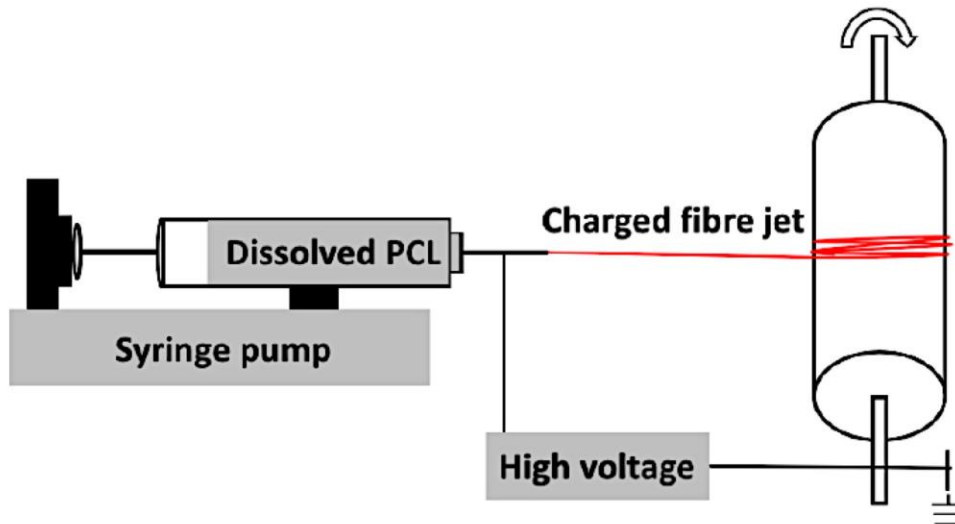 Charged fibre jet
Dissolved PCL
Syringe pump
High voltage